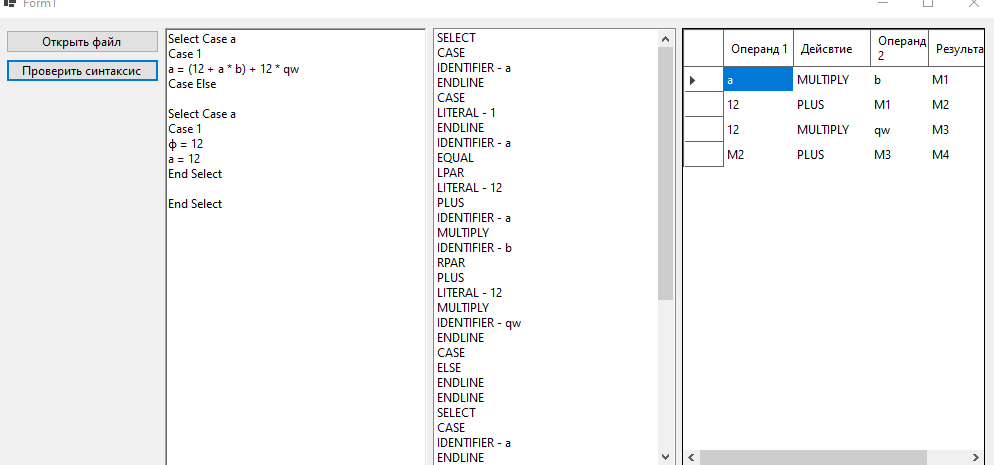 Form1
Открыть файл
Проверить синтаксис
Select Case a
Case 1
a = (12 + a * b) + 12 * qw
Case Else
Select Case a
Case 1
ф = 12
a = 12
End Select
End Select
SELECT
CASE
IDENTIFIER - a
ENDLINE
CASE
LITERAL - 1
ENDLINE
IDENTIFIER - a
EQUAL
LPAR
LITERAL - 12
PLUS
IDENTIFIER - a
MULTIPLY
IDENTIFIER - b
RPAR
PLUS
LITERAL - 12
MULTIPLY
IDENTIFIER - qw
ENDLINE
CASE
ELSE
ENDLINE
ENDLINE
SELECT
CASE
IDENTIFIER - a
ENDLINE
Операнд 1 Дейсвтие Операнд 2 Результа
a MULTIPLY b M1
12 PLUS M1 M2
12 MULTIPLY qw M3
M2 PLUS M3 M4